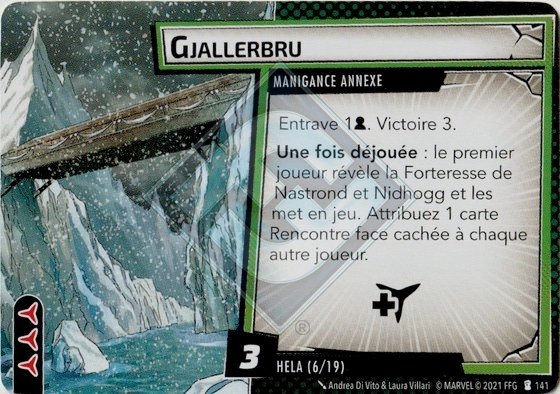 GJALLERBRU
MANIGANCE ANNEXE
Entrave 1. Victoire 3.
Une fois déjouée : le premier
joueur révèle la Forteresse de
Nastrond et Nidhogg et les
met en jeu. Attribuez 1 carte
Rencontre face cachée à chaque
autre joueur.
®
3
HELA (6/19)
Andrea Di Vito & Laura Villari © MARVEL © 2021 FFG 141